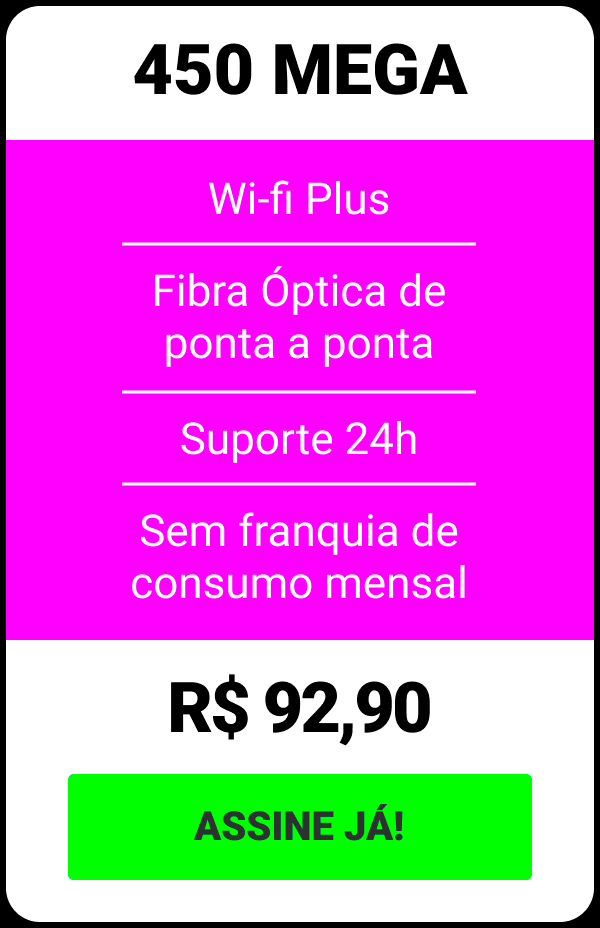 450 MEGA
Wi-fi Plus
Fibra Óptica de
ponta a ponta
Suporte 24h
Sem franquia de
consumo mensal
R$ 92,90
ASSINE JÁ!